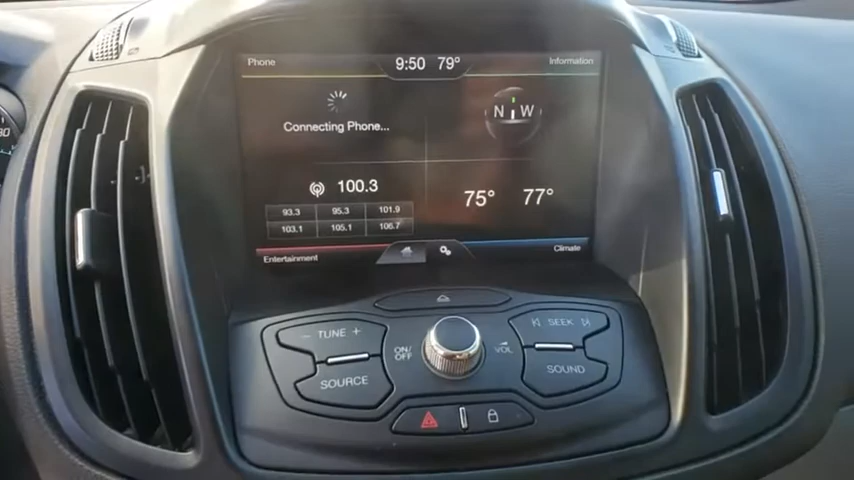 Phone 9:50 79° Information
Connecting Phone...
N W
100.3
93.3 95.3 101.9
103.1 105.1 106.7
75° 77°
Entertainment Climate
- TUNE +
SOURCE
ON/
OFF
VOL
SEEK
SOUND